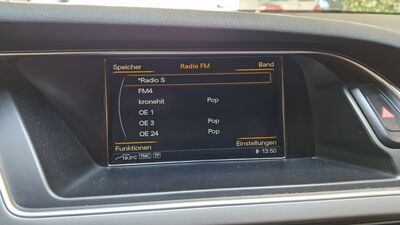 Speicher Radio FM Band
*Radio S
FM4
kronehit Pop
OE 1
OE 3 Pop
OE 24 Pop
Funktionen Einstellungen
19,0°C TMC TP 13:50